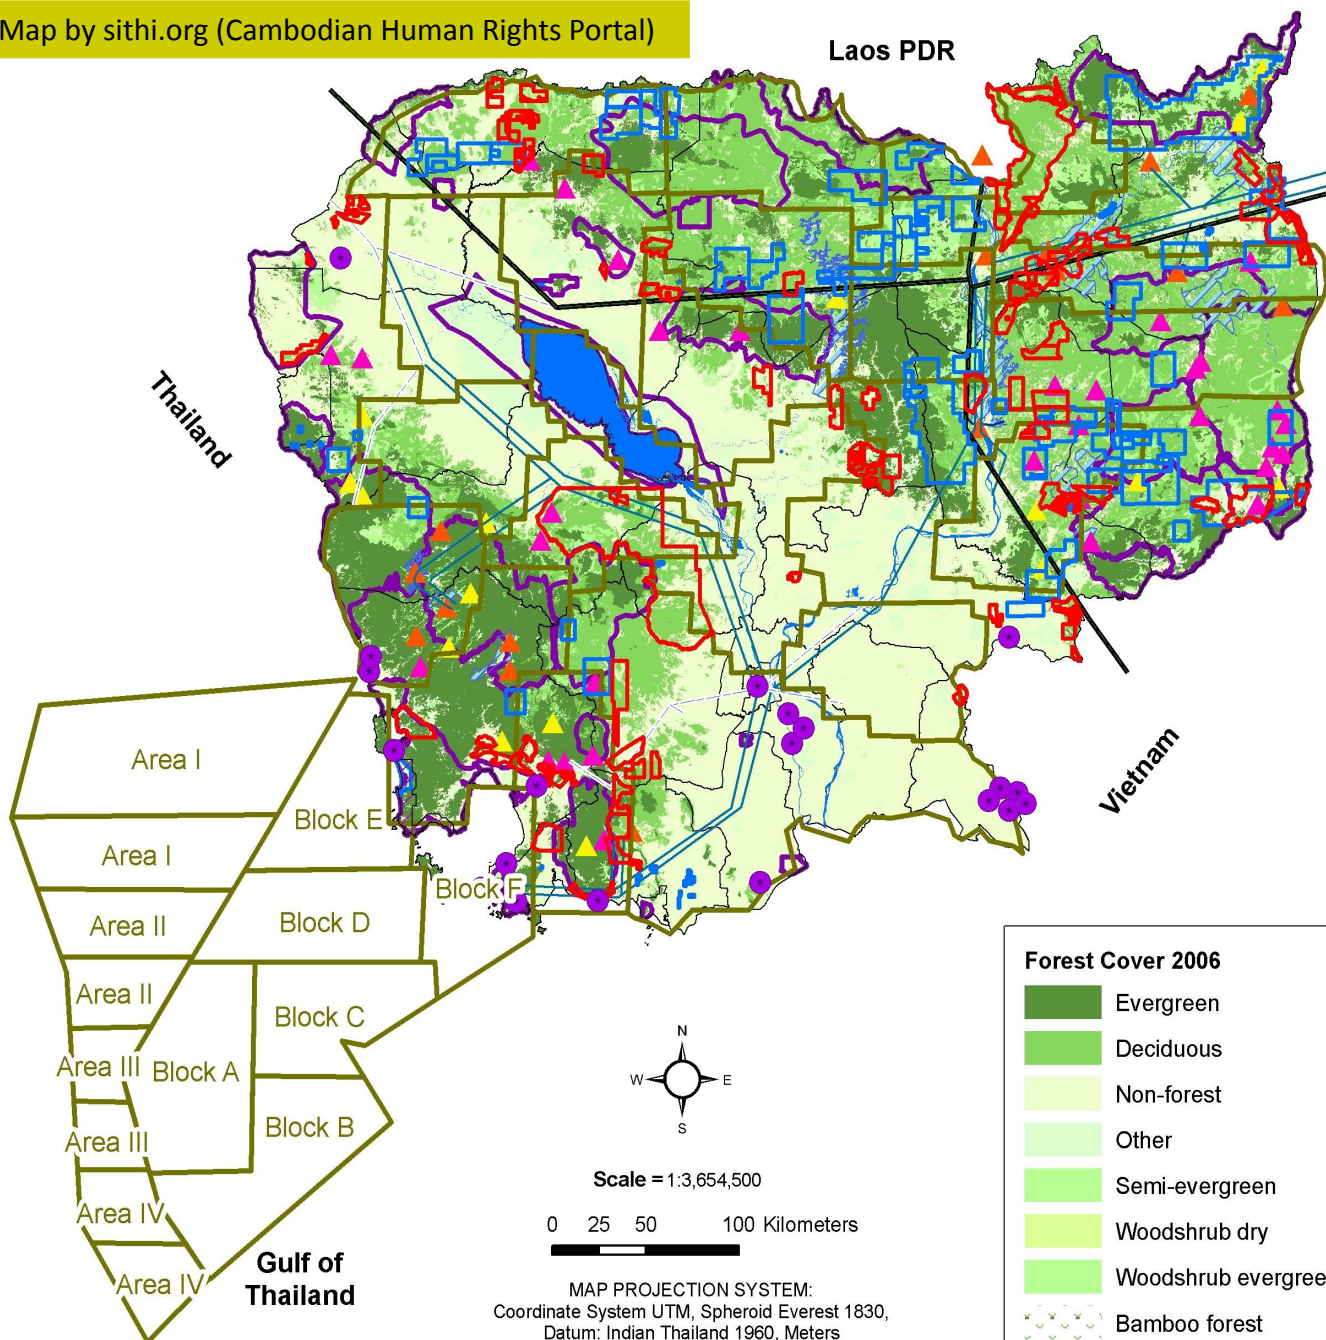 Map by sithi.org (Cambodian Human Rights Portal)
Laos PDR
Thailand
Vietnam
Area I
Block E
Area I
Block F
Area II
Block D
Area II
Block C
Area III
Block A
Block B
Area III
Area IV
Area IV
Gulf of
Thailand
N
W
E
S
Scale = 1:3,654,500
0 25 50 100 Kilometers
MAP PROJECTION SYSTEM:
Coordinate System UTM, Spheroid Everest 1830,
Datum: Indian Thailand 1960, Meters
Forest Cover 2006
Evergreen
Deciduous
Non-forest
Other
Semi-evergreen
Woodshrub dry
Woodshrub evergree
Bamboo forest